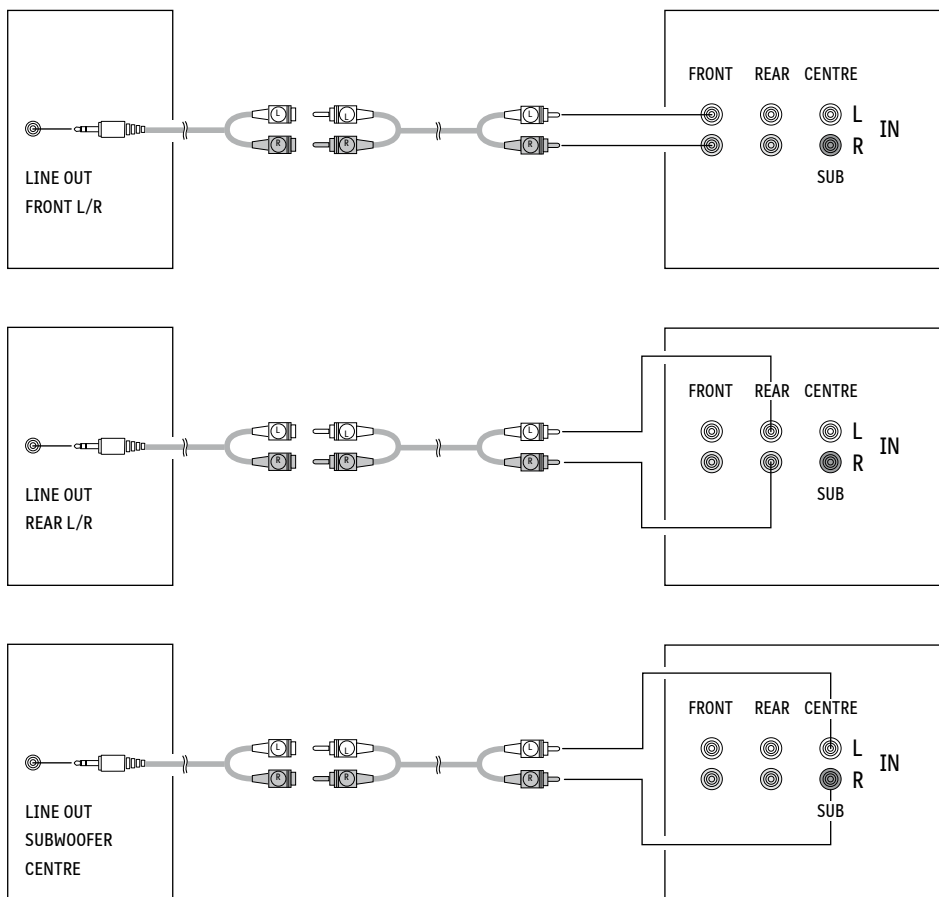 FRONT REAR CENTRE
L L L L
R R R IN
R
SUB
LINE OUT
FRONT L/R
FRONT REAR CENTRE
L L L L
R R R IN
R
SUB
LINE OUT
REAR L/R
FRONT REAR CENTRE
L L L L
R R R IN
R
SUB
LINE OUT
SUBWOOFER
CENTRE